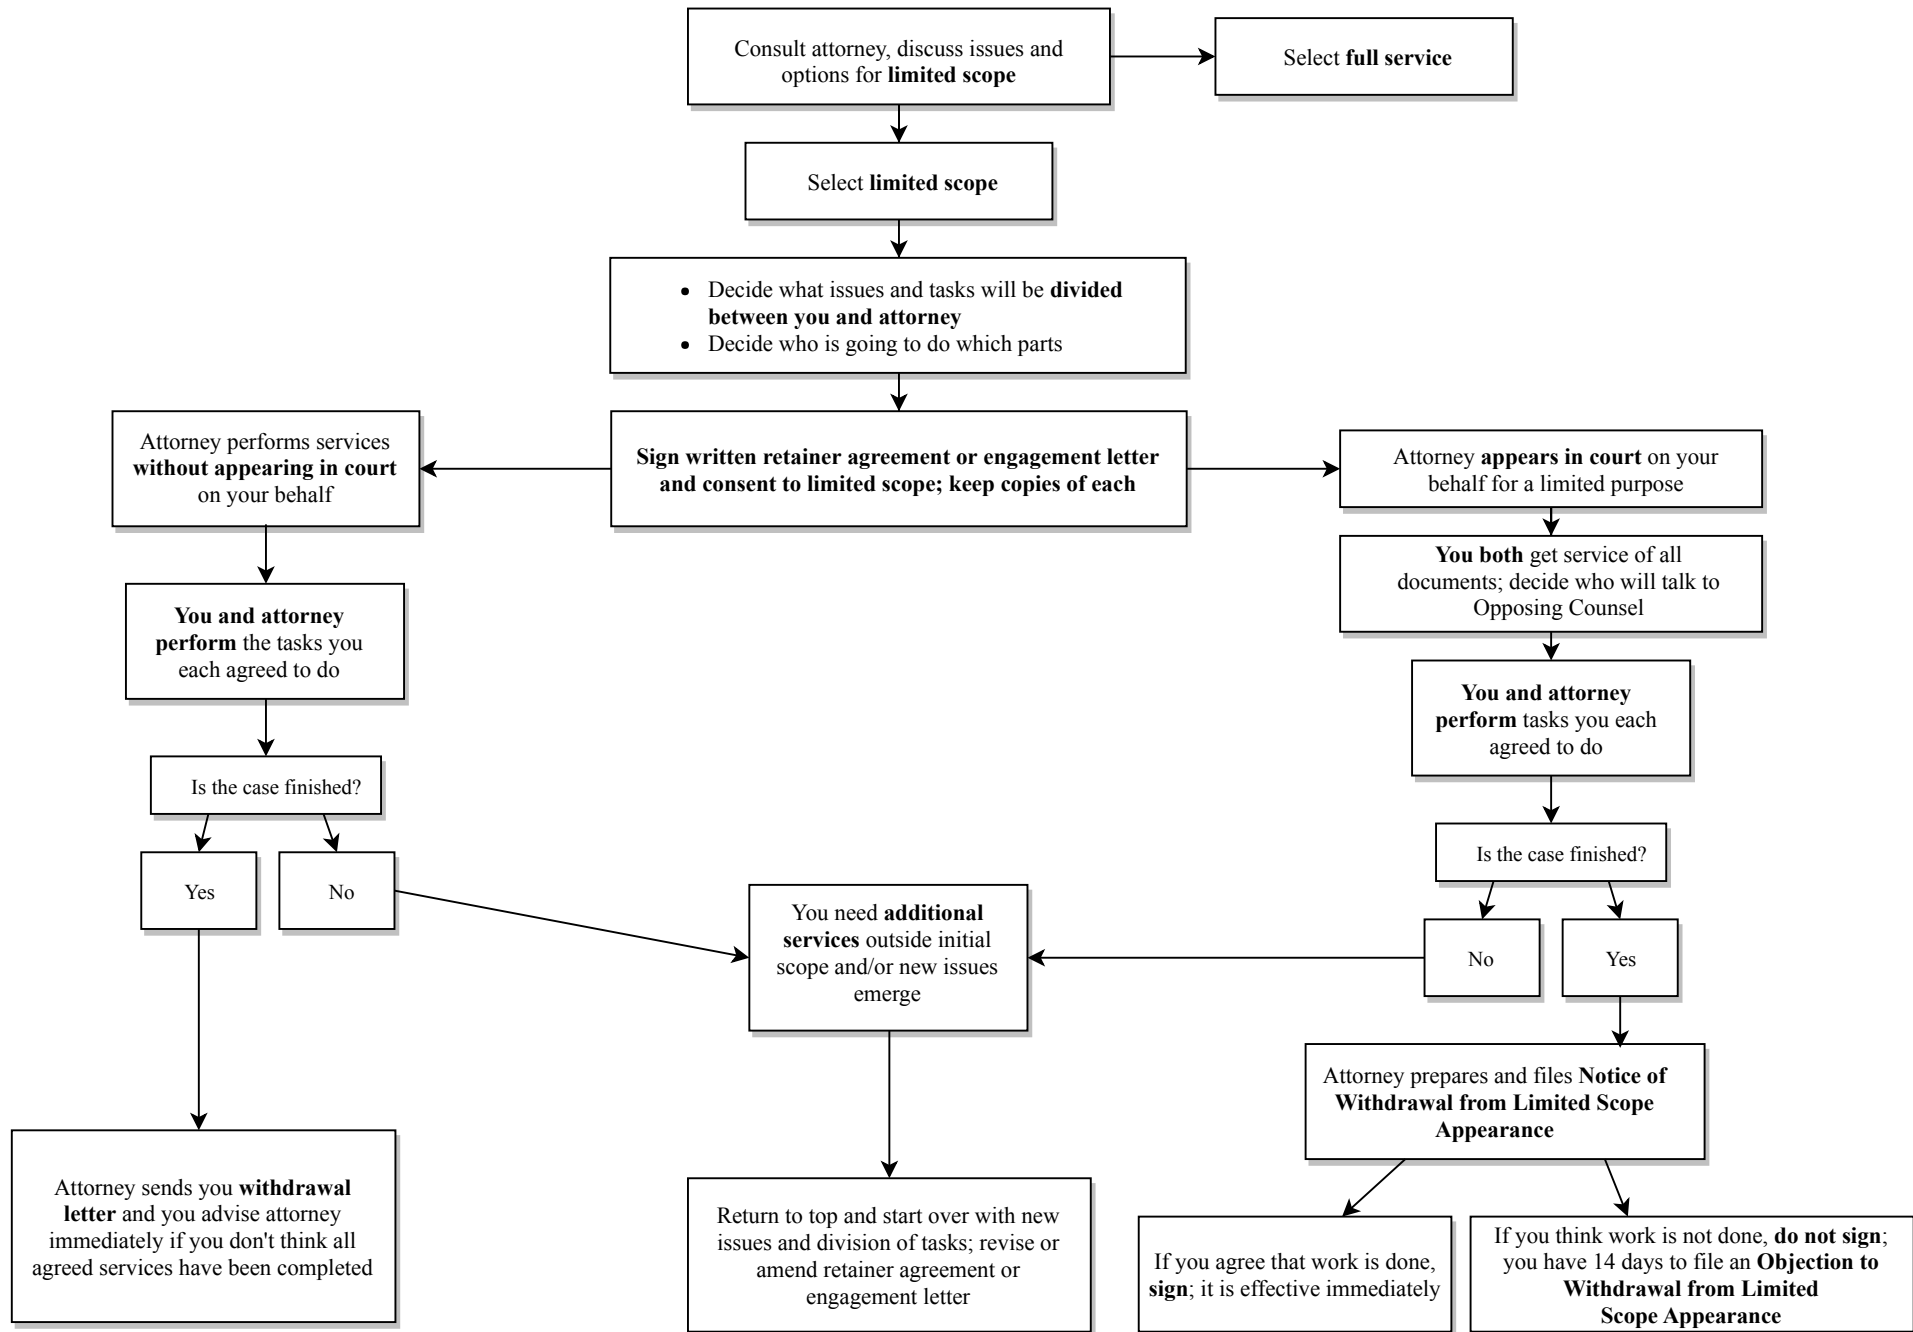 Consult attorney, discuss issues and
options for limited scope
Select full service
Select limited scope
• Decide what issues and tasks will be divided
between you and attorney
• Decide who is going to do which parts
Attorney performs services
without appearing in court
on your behalf
Sign written retainer agreement or engagement letter
and consent to limited scope; keep copies of each
Attorney appears in court on your
behalf for a limited purpose
You both get service of all
documents; decide who will talk to
Opposing Counsel
You and attorney
perform the tasks you
each agreed to do
You and attorney
perform tasks you each
agreed to do
Is the case finished?
Is the case finished?
Yes
No
You need additional
services outside initial
scope and/or new issues
emerge
No
Yes
Attorney prepares and files Notice of
Withdrawal from Limited Scope
Appearance
Attorney sends you withdrawal
letter and you advise attorney
immediately if you don't think all
agreed services have been completed
Return to top and start over with new
issues and division of tasks; revise or
amend retainer agreement or
engagement letter
If you agree that work is done,
sign; it is effective immediately
If you think work is not done, do not sign;
you have 14 days to file an Objection to
Withdrawal from Limited
Scope Appearance